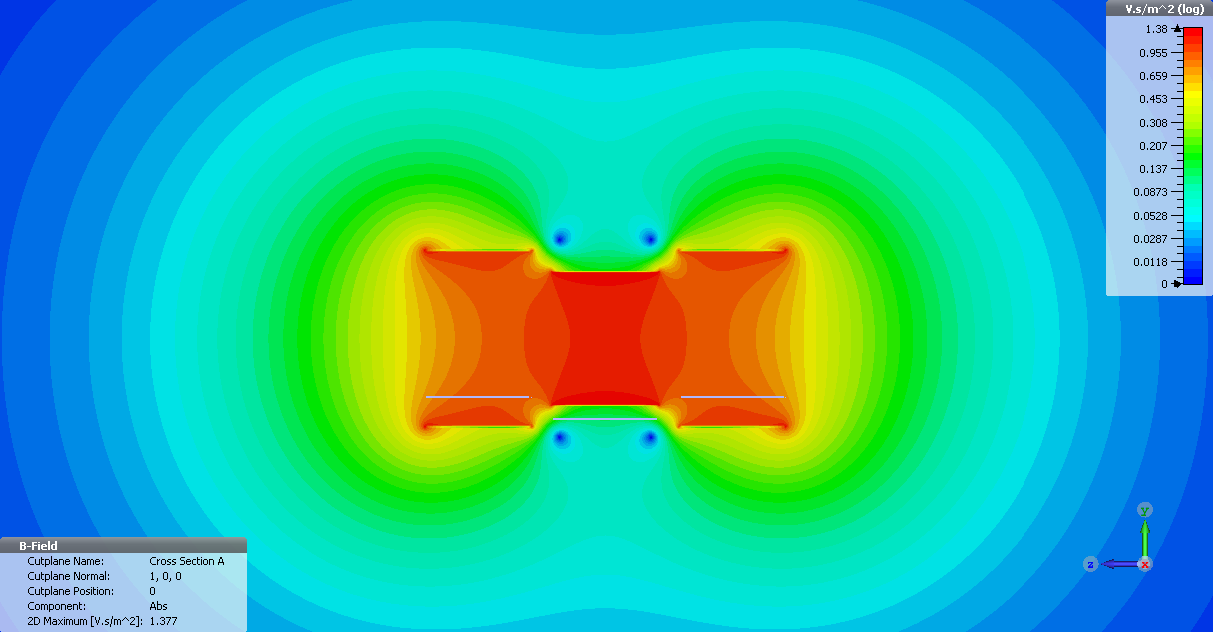 V.s/m^2 (log)
1.38
0.955
0.659
0.453
0.308
0.207
0.137
0.0873
0.0528
0.0287
0.0118
0
B-Field
Cutplane Name: Cross Section A
Cutplane Normal: 1, 0, 0
Cutplane Position: 0
Component: Abs
2D Maximum [V.s/m^2]: 1.377
y
z
x